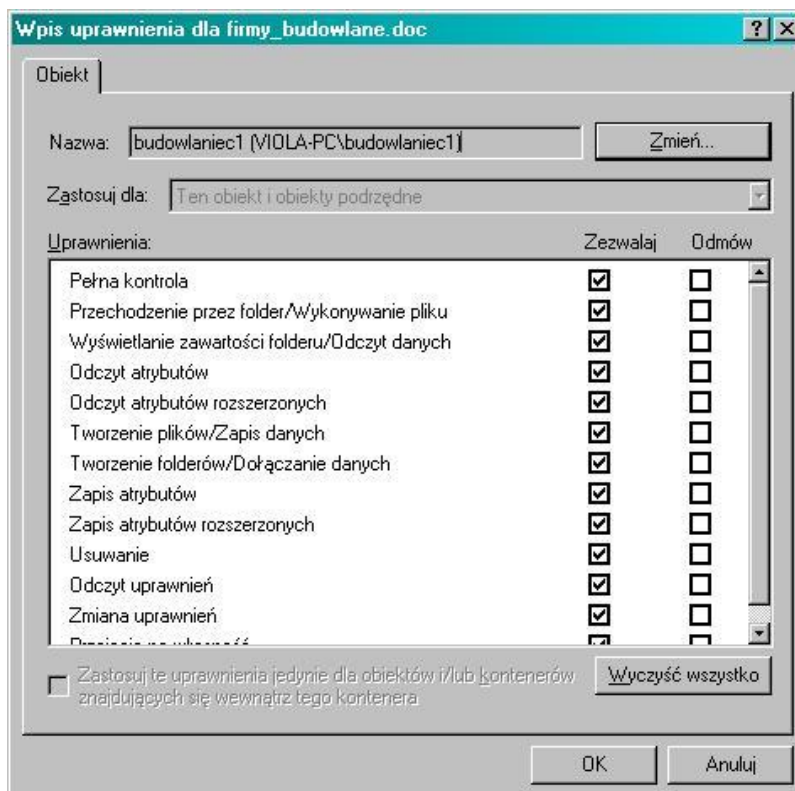 Wpis uprawnienia dla firmy_budowlane.doc
Obiekt
Nazwa: budowlaniec1 (VIOLA-PC\budowlaniec1) Zmień...
Zastosuj dla: Ten obiekt i obiekty podrzędne
Uprawnienia: Zezwalaj Odmów
Pełna kontrola
Przechodzenie przez folder/Wykonywanie pliku
Wyświetlanie zawartości folderu/Odczyt danych
Odczyt atrybutów
Odczyt atrybutów rozszerzonych
Tworzenie plików/Zapis danych
Tworzenie folderów/Dołączanie danych
Zapis atrybutów
Zapis atrybutów rozszerzonych
Usuwanie
Odczyt uprawnień
Zmiana uprawnień
Zastosuj te uprawnienia jedynie dla obiektów i/lub kontenerów
znajdujących się wewnątrz tego kontenera
Wyczyść wszystko
OK Anuluj